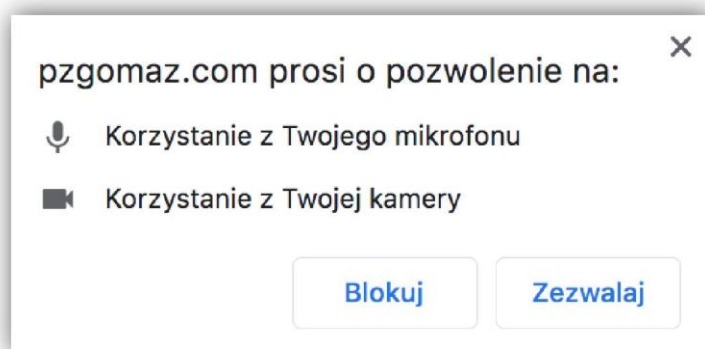 pzgomaz.com prosi o pozwolenie na:
Korzystanie z Twojego mikrofonu
Korzystanie z Twojej kamery
Blokuj Zezwalaj